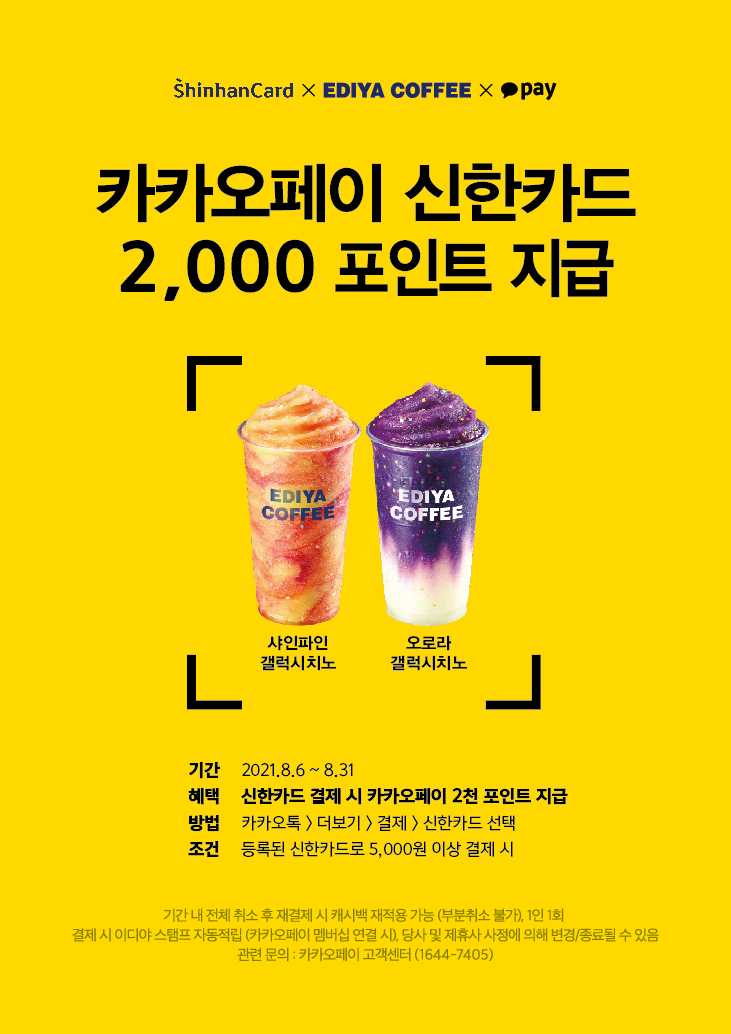 ShinhanCard × EDIYA COFFEE × pay
카카오페이 신한카드
2,000 포인트 지급
EDIYA
COFFEE
EDIYA
COFFEE
샤인파인
갤럭시치노
오로라
갤럭시치노
기간 2021.8.6 ~ 8.31
혜택 신한카드 결제 시 카카오페이 2천 포인트 지급
방법 카카오톡 > 더보기 > 결제 > 신한카드 선택
조건 등록된 신한카드로 5,000원 이상 결제 시
기간 내 전체 취소 후 재결제 시 캐시백 재적용 가능 (부분취소 불가), 1인 1회
결제 시 이디야 스탬프 자동적립 (카카오페이 멤버십 연결 시), 당사 및 제휴사 사정에 의해 변경/종료될 수 있음
관련 문의 : 카카오페이 고객센터 (1644-7405)